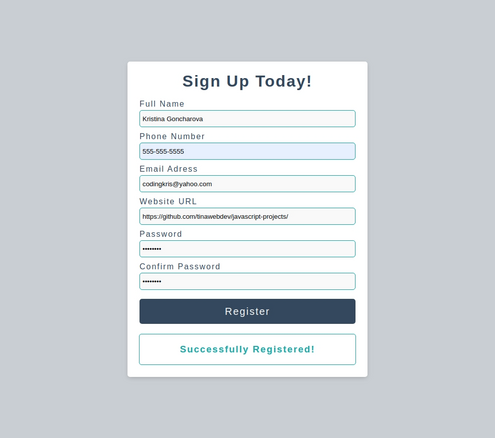 Sign Up Today!
Full Name
Kristina Goncharova
Phone Number
555-555-5555
Email Adress
codingkris@yahoo.com
Website URL
https://github.com/tinawebdev/javascript-projects/
Password
••••••••
Confirm Password
••••••••
Register
Successfully Registered!